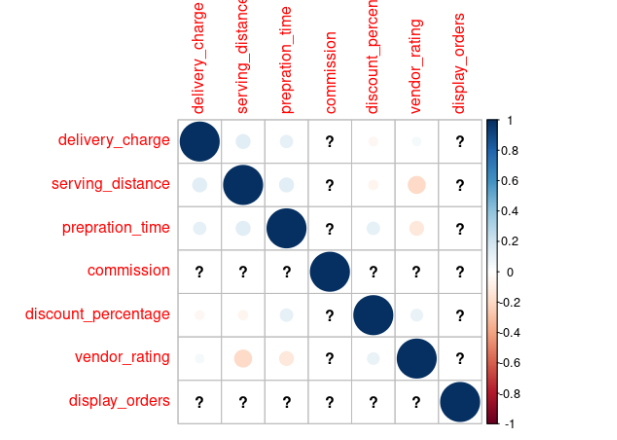 delivery_charge
serving_distance
prepration_time
commission
discount_percen
vendor_rating
display_orders
delivery_charge ? ?
serving_distance ? ?
prepration_time ? ?
commission ? ? ? ? ? ?
discount_percentage ? ?
vendor_rating ? ?
display_orders ? ? ? ? ? ?
1
0.8
0.6
0.4
0.2
0
-0.2
-0.4
-0.6
-0.8
-1